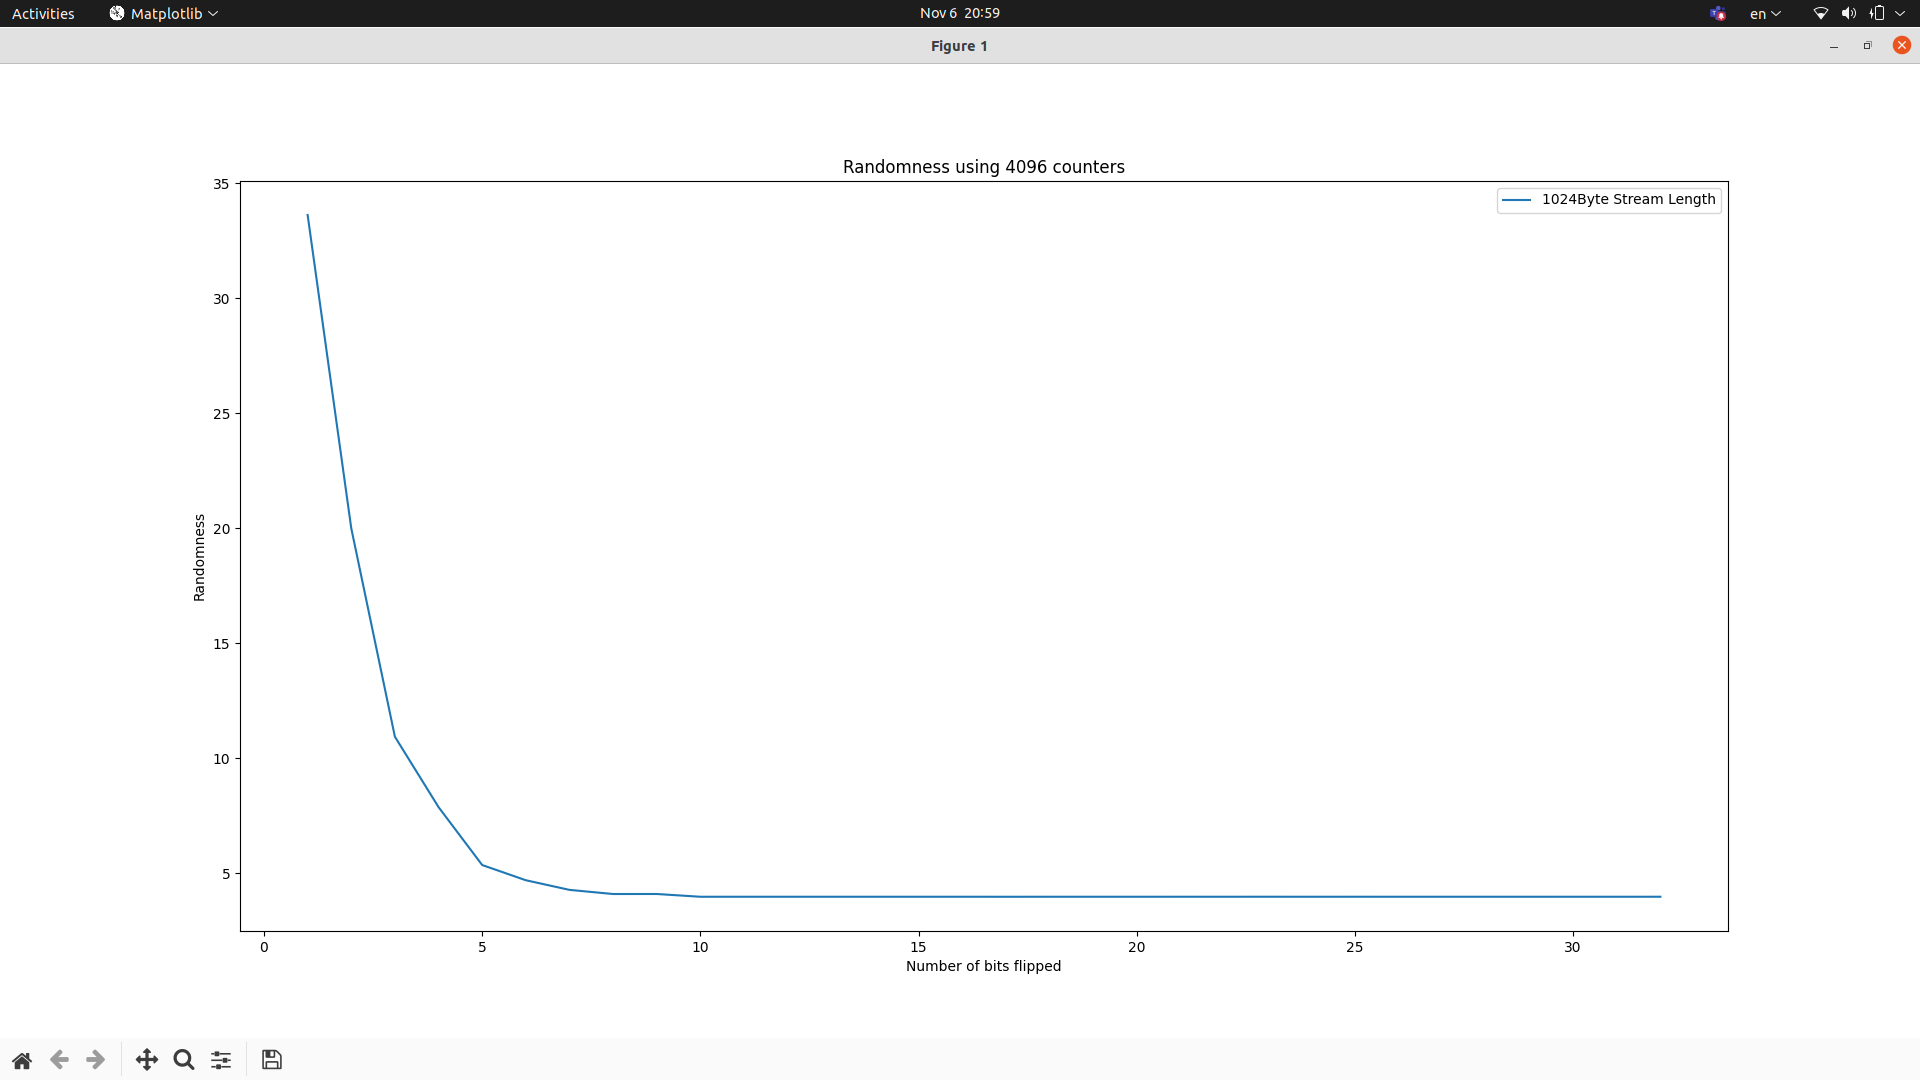 Activities Matplotlib Nov 6 20:59 en
Figure 1
Randomness using 4096 counters
1024Byte Stream Length
35
30
25
20
15
10
5
Randomness
0 5 10 15 20 25 30
Number of bits flipped